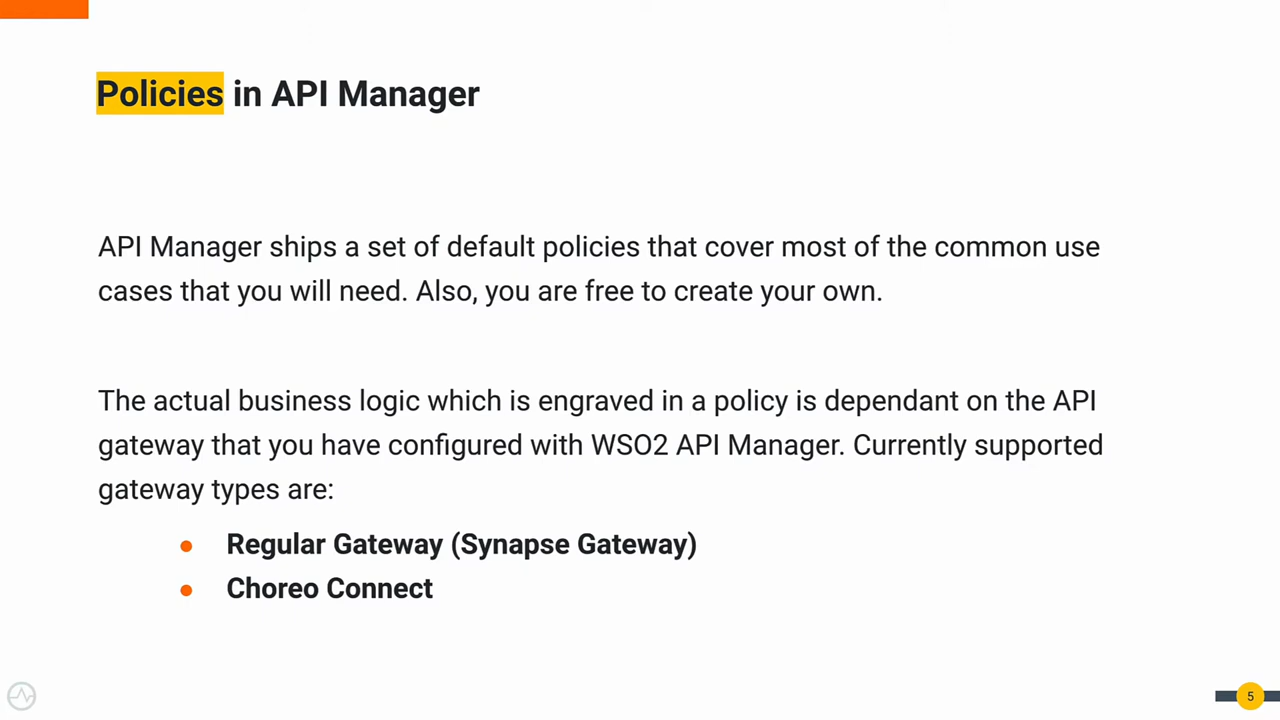 Policies in API Manager
API Manager ships a set of default policies that cover most of the common use
cases that you will need. Also, you are free to create your own.
The actual business logic which is engraved in a policy is dependant on the API
gateway that you have configured with WSO2 API Manager. Currently supported
gateway types are:
● Regular Gateway (Synapse Gateway)
● Choreo Connect
5